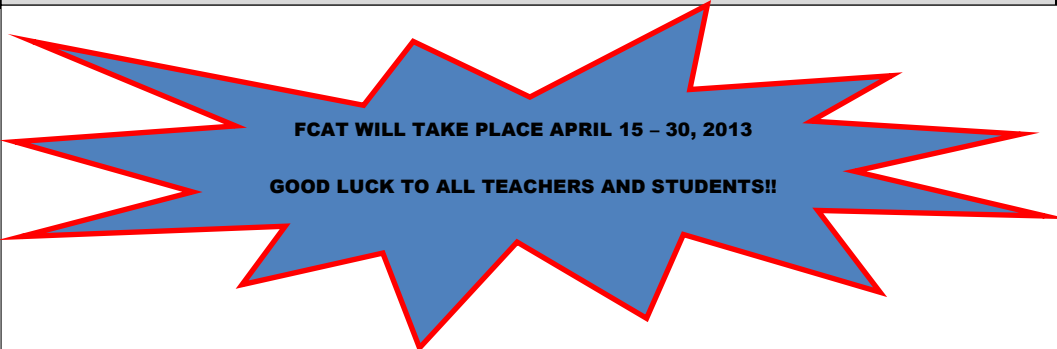 FCAT WILL TAKE PLACE APRIL 15 – 30, 2013
GOOD LUCK TO ALL TEACHERS AND STUDENTS!!